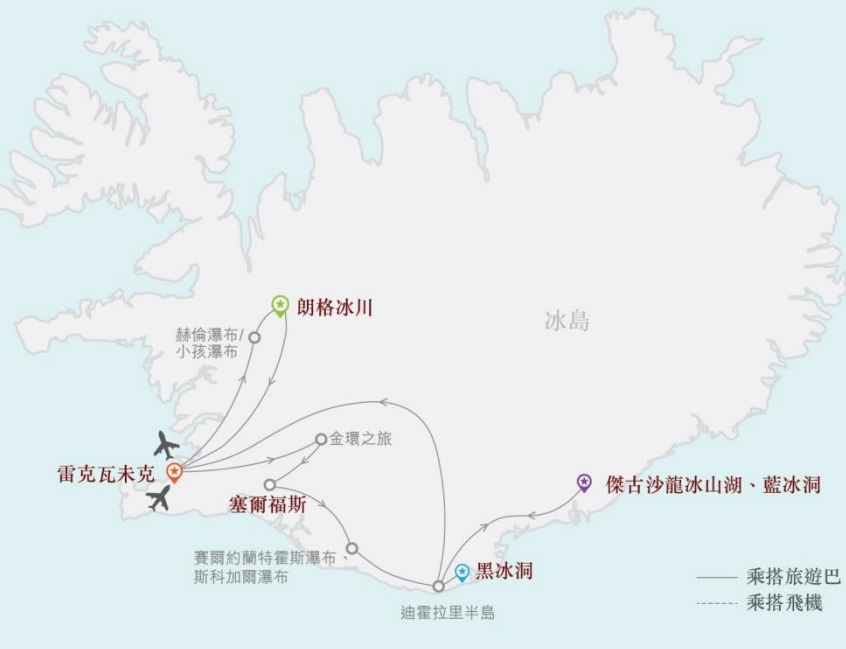 朗格冰川
冰島
赫倫瀑布/
小孩瀑布
金環之旅
雷克瓦未克
塞爾福斯
傑古沙龍冰山湖、藍冰洞
賽爾約蘭特霍斯瀑布、
斯科加爾瀑布
黑冰洞
迪霍拉里半島
乘搭旅遊巴
乘搭飛機